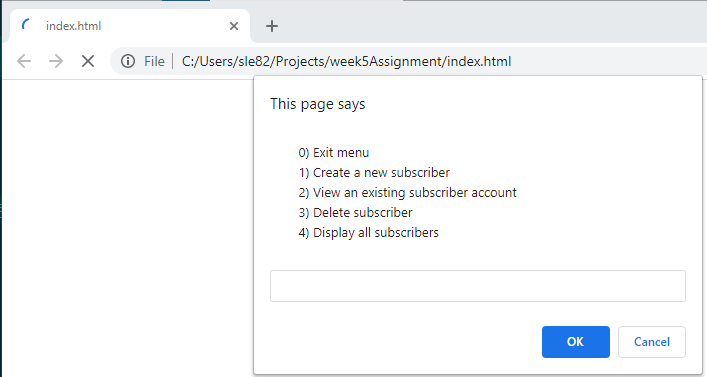 index.html
File C:/Users/sle82/Projects/week5Assignment/index.html
This page says
0) Exit menu
1) Create a new subscriber
2) View an existing subscriber account
3) Delete subscriber
4) Display all subscribers
OK Cancel